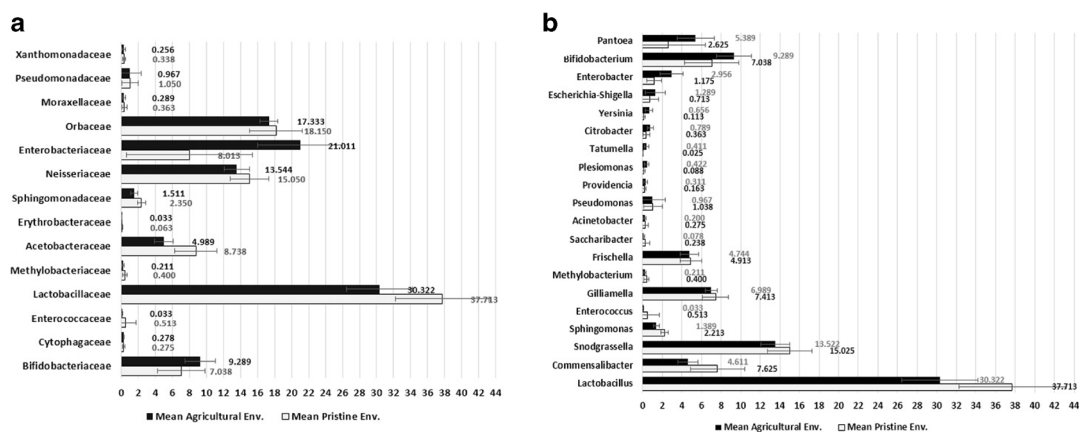 a
Xanthomonadaceae 0.256
0.338
Pseudomonadaceae 0.967
1.050
Moraxellaceae 0.289
0.363
Orbaceae 17.333
18.150
Enterobacteriaceae 21.011
8.013
Neisseriaceae 13.544
15.050
Sphingomonadaceae 1.511
2.350
Erythrobacteraceae 0.033
0.063
Acetobacteraceae 4.989
8.738
Methylobacteriaceae 0.211
0.400
Lactobacillaceae 30.322
37.713
Enterococcaceae 0.033
0.513
Cytophagaceae 0.278
0.275
Bifidobacteriaceae 9.289
7.038
0 2 4 6 8 10 12 14 16 18 20 22 24 26 28 30 32 34 36 38 40 42 44
Mean Agricultural Env. Mean Pristine Env.
b
Pantoea 5.389
2.625
Bifidobacterium 9.289
7.038
Enterobacter 2.956
1.175
Escherichia-Shigella 1.289
0.713
Yersinia 0.656
0.113
Citrobacter 0.789
0.363
Tatumella 0.411
0.025
Plesiomonas 0.422
0.088
Providencia 0.311
0.163
Pseudomonas 0.967
1.038
Acinetobacter 0.200
0.275
Saccharibacter 0.078
0.238
Frischella 4.744
4.913
Methylobacterium 0.211
0.400
Gilliamella 6.989
7.413
Enterococcus 0.033
0.513
Sphingomonas 1.389
2.213
Snodgrassella 13.522
15.025
Commensalibacter 4.611
7.625
Lactobacillus 30.322
37.713
0 2 4 6 8 10 12 14 16 18 20 22 24 26 28 30 32 34 36 38 40 42 44
Mean Agricultural Env. Mean Pristine Env.